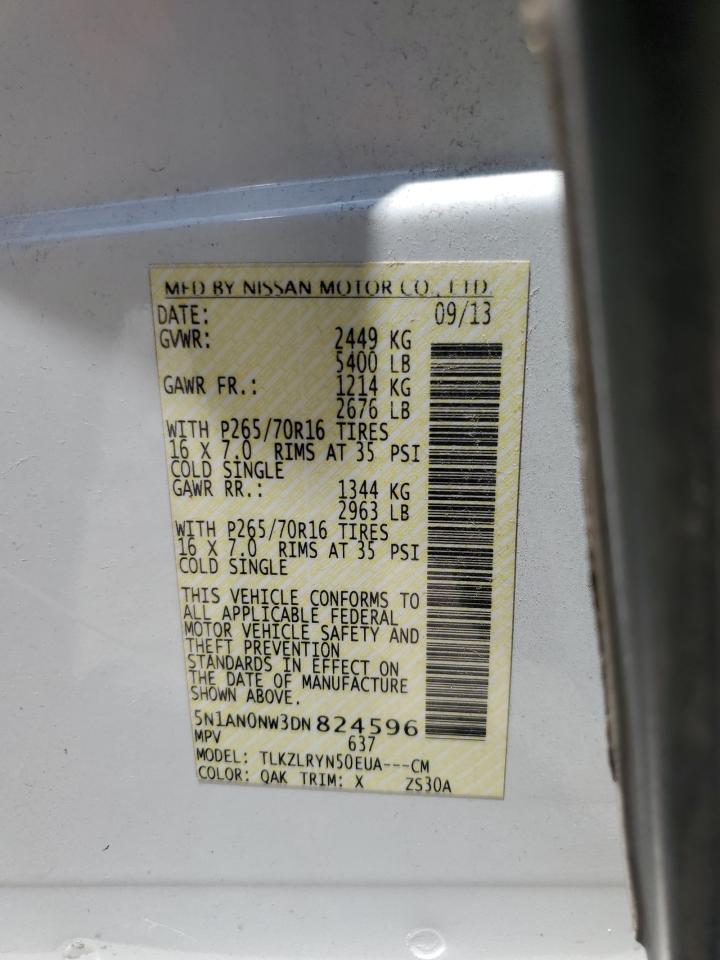 MFD BY NISSAN MOTOR CO., LTD.
DATE: 09/13
GVWR: 2449 KG
5400 LB
GAWR FR.: 1214 KG
2676 LB
WITH P265/70R16 TIRES
16 X 7.0 RIMS AT 35 PSI
COLD SINGLE
GAWR RR.: 1344 KG
2963 LB
WITH P265/70R16 TIRES
16 X 7.0 RIMS AT 35 PSI
COLD SINGLE
THIS VEHICLE CONFORMS TO
ALL APPLICABLE FEDERAL
MOTOR VEHICLE SAFETY AND
THEFT PREVENTION
STANDARDS IN EFFECT ON
THE DATE OF MANUFACTURE
SHOWN ABOVE.
5N1AN0NW3DN824596
MPV 637
MODEL: TLKZLRYN50EUA---CM
COLOR: QAK TRIM: X ZS30A